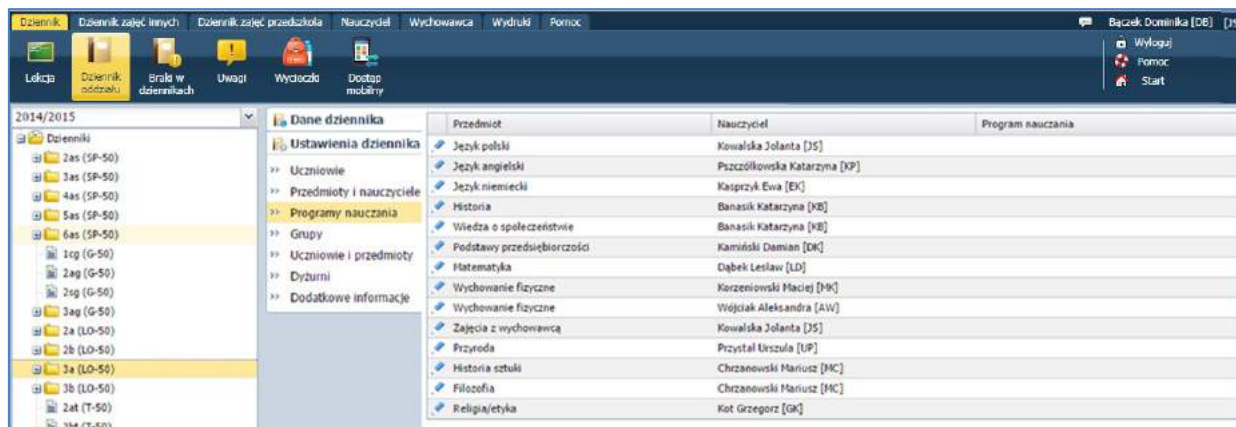 Dziennik Dziennik zajęć innych Dziennik zajęć przedszkola Nauczyciel Wychowawca Wydruki Pomoc Bączek Dominika [DB]
Wyloguj
Pomoc
Start
Lekcja Dziennik oddziału Braki w dziennikach Uwagi Wycieczki Dostęp mobilny
2014/2015
Dzienniki
2as (SP-50)
3as (SP-50)
4as (SP-50)
5as (SP-50)
6as (SP-50)
1cg (G-50)
2ag (G-50)
2sg (G-50)
3ag (G-50)
2a (LO-50)
2b (LO-50)
3a (LO-50)
3b (LO-50)
2at (T-50)
Dane dziennika
Ustawienia dziennika
Uczniowie
Przedmioty i nauczyciele
Programy nauczania
Grupy
Uczniowie i przedmioty
Dyżurni
Dodatkowe informacje
Przedmiot Nauczyciel Program nauczania
Język polski Kowalska Jolanta [JS]
Język angielski Pszczółkowska Katarzyna [KP]
Język niemiecki Kasprzyk Ewa [EK]
Historia Banasik Katarzyna [KB]
Wiedza o społeczeństwie Banasik Katarzyna [KB]
Podstawy przedsiębiorczości Kamiński Damian [DK]
Matematyka Dąbek Lesław [LD]
Wychowanie fizyczne Korzeniowski Maciej [MK]
Wychowanie fizyczne Wójciak Aleksandra [AW]
Zajęcia z wychowawcą Kowalska Jolanta [JS]
Przyroda Przystał Urszula [UP]
Historia sztuki Chrzanowski Mariusz [MC]
Filozofia Chrzanowski Mariusz [MC]
Religia/etyka Kot Grzegorz [GK]